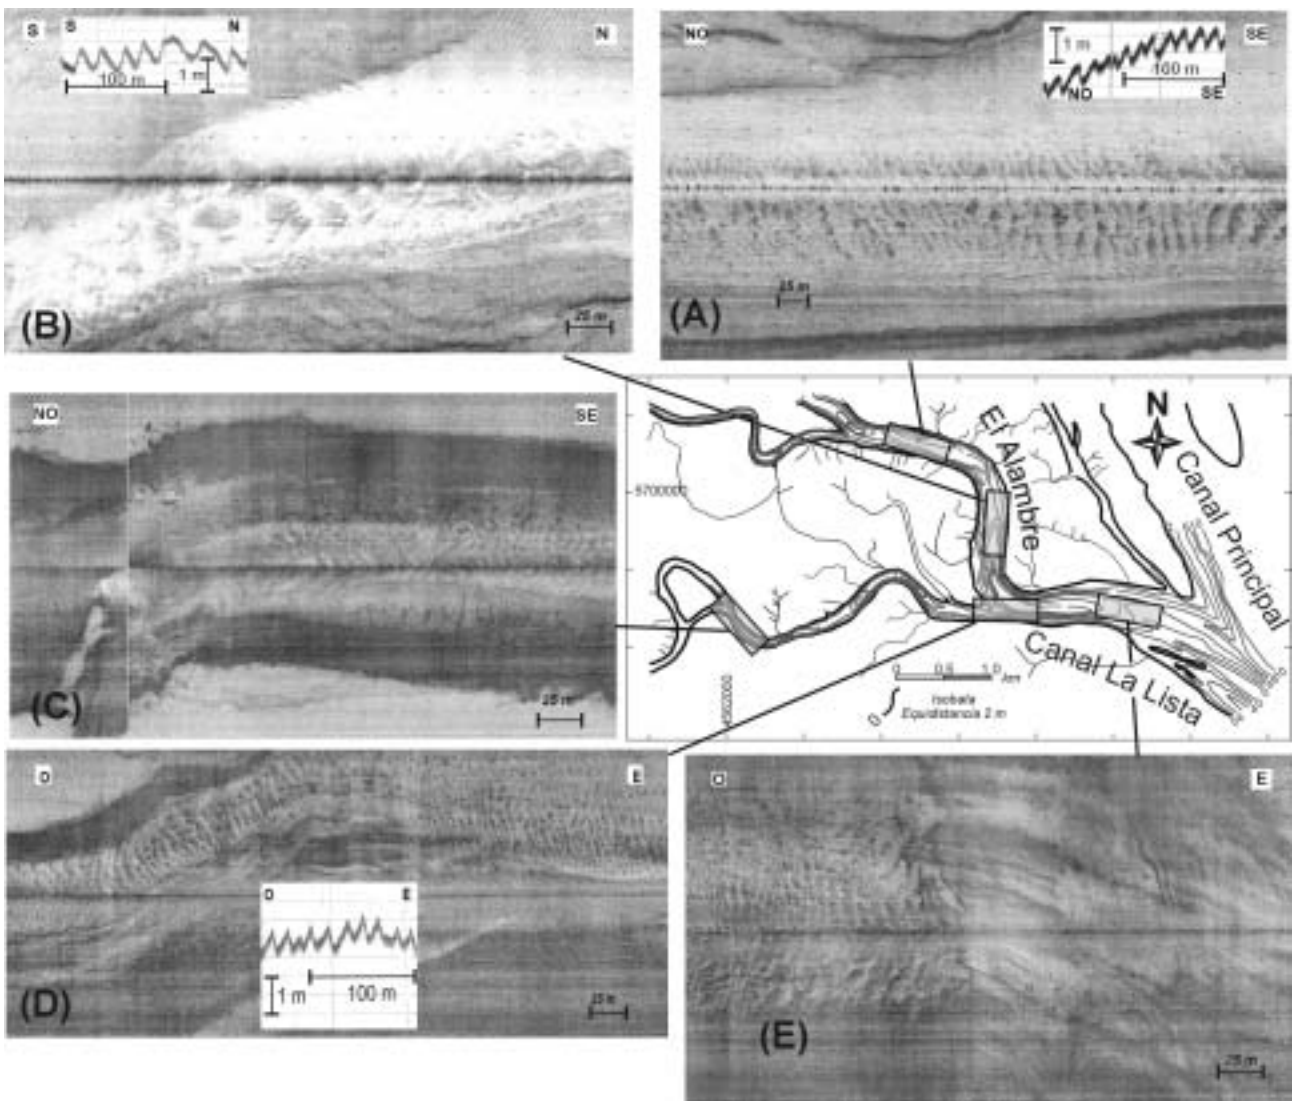 S
N
S N
100 m
1 m
25 m
(B)
NO
SE
1 m
100 m
NO SE
25 m
(A)
NO
SE
25 m
(C)
N
El Alambre
Canal Principal
Canal La Lista
0 0.5 1.0
km
Isobata
Equidistancia 2 m
0
O
E
O E
1 m
100 m
25 m
(D)
O
E
25 m
(E)